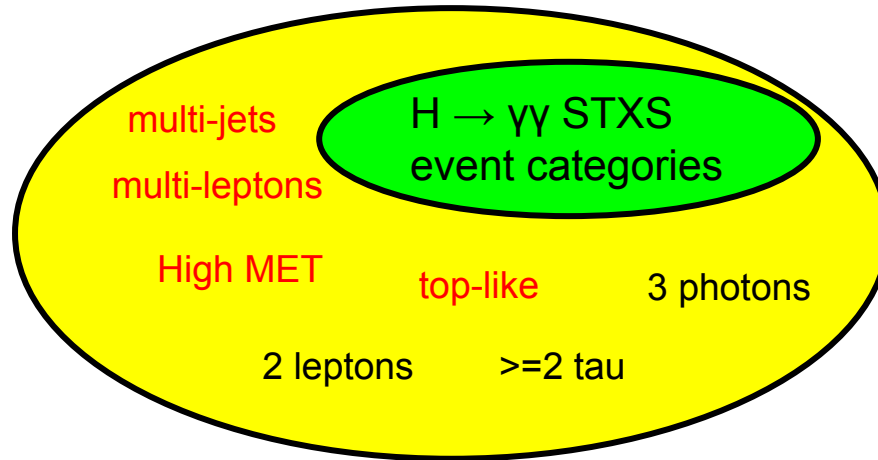 H → γγ STXS
event categories
multi-jets
multi-leptons
High MET
top-like
3 photons
2 leptons
>=2 tau